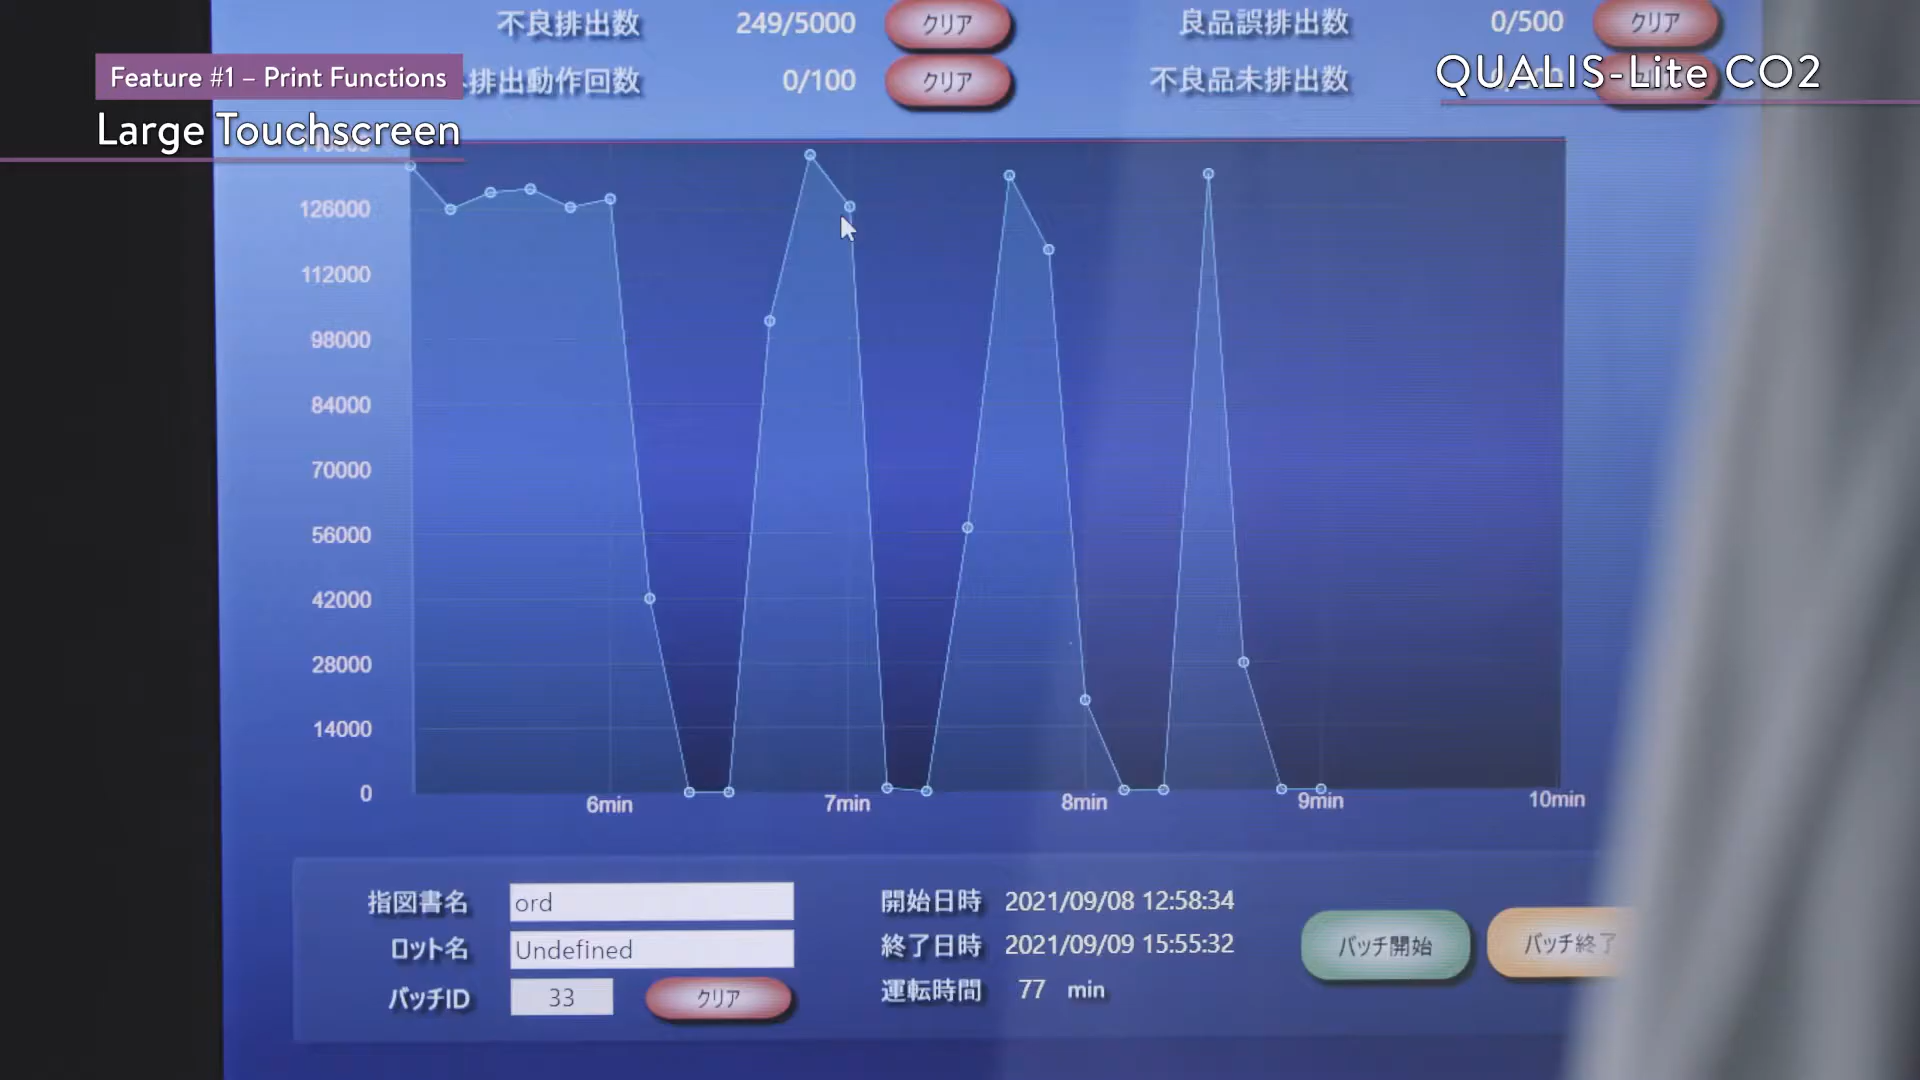 不良排出数 249/5000 クリア 良品誤排出数 0/500 クリア
Feature #1 – Print Functions
排出動作回数 0/100 クリア 不良品未排出数
QUALIS-Lite CO2
Large Touchscreen
126000
112000
98000
84000
70000
56000
42000
28000
14000
0
6min 7min 8min 9min 10min
指図書名 ord 開始日時 2021/09/08 12:58:34
ロット名 Undefined 終了日時 2021/09/09 15:55:32 バッチ開始 バッチ終了
バッチID 33 クリア 運転時間 77 min